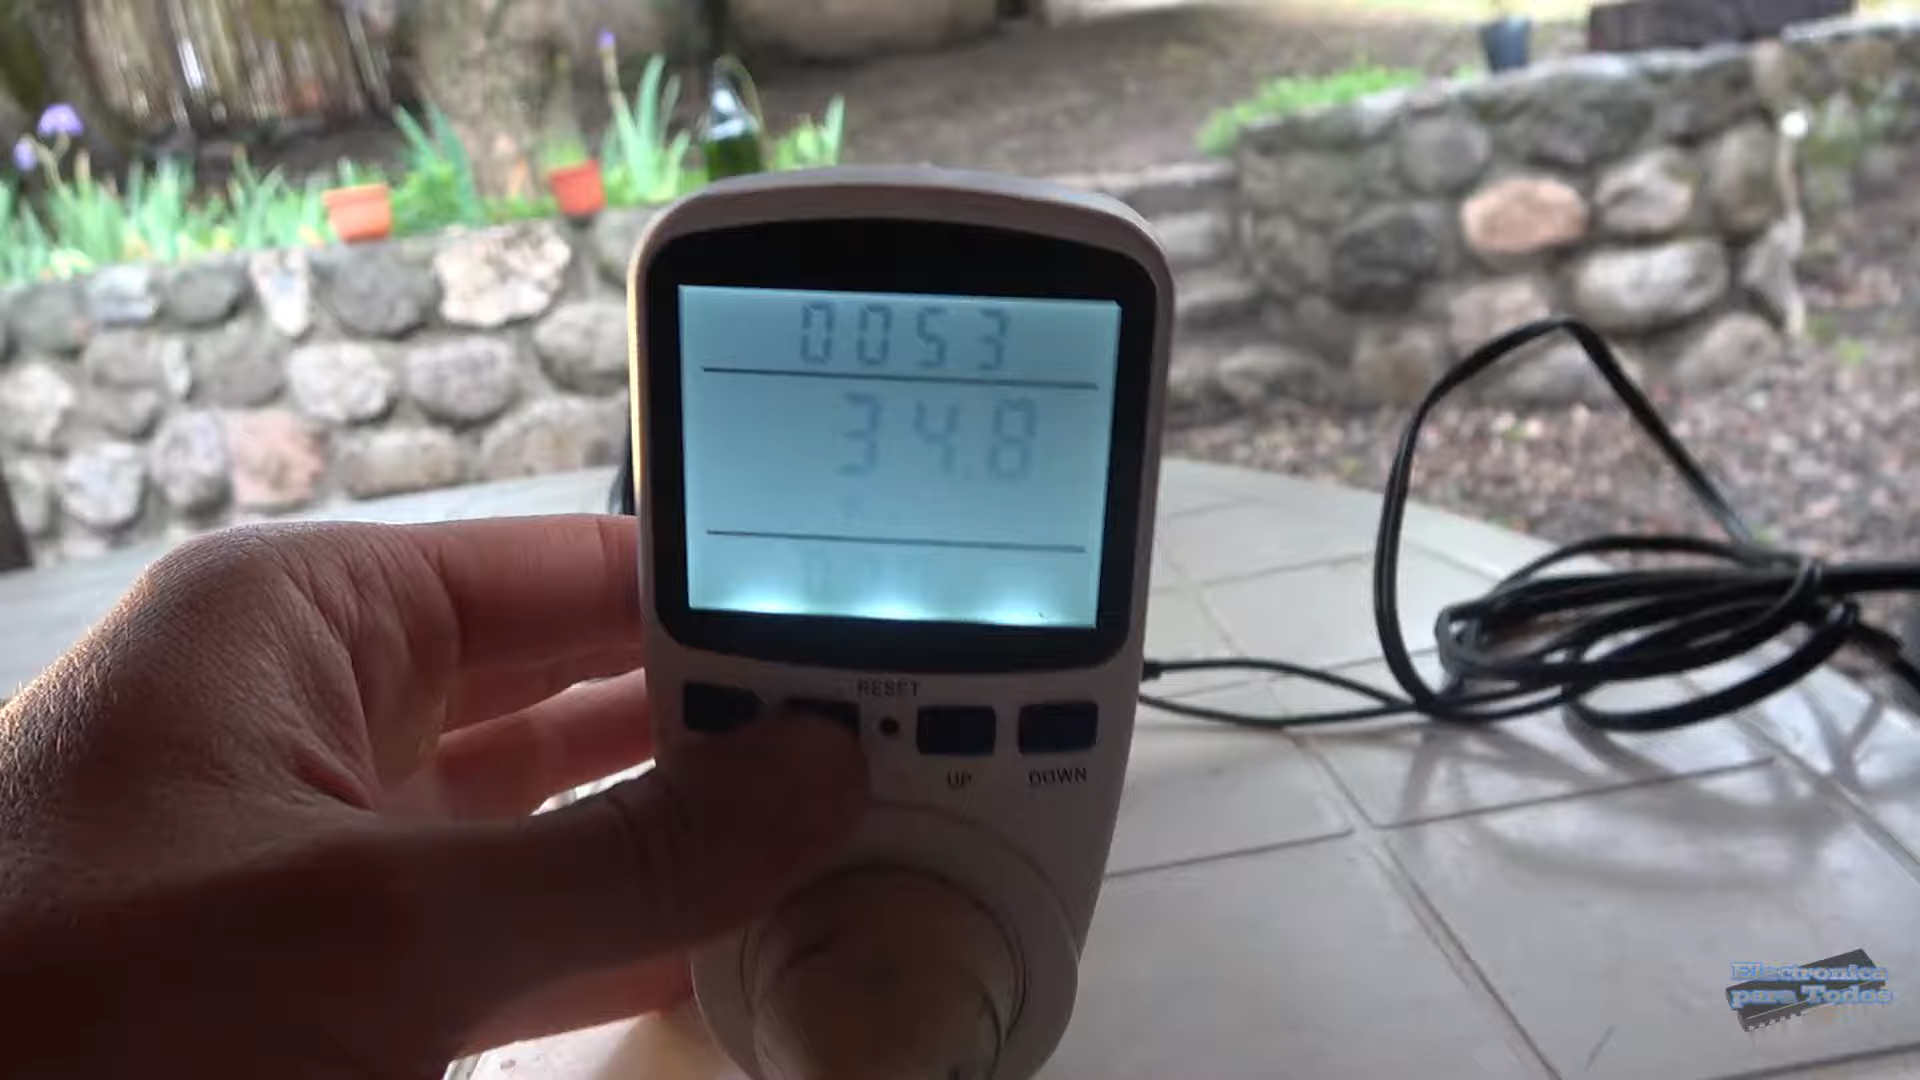 0053
34.8
RESET
UP
DOWN
Electronica
para Todos